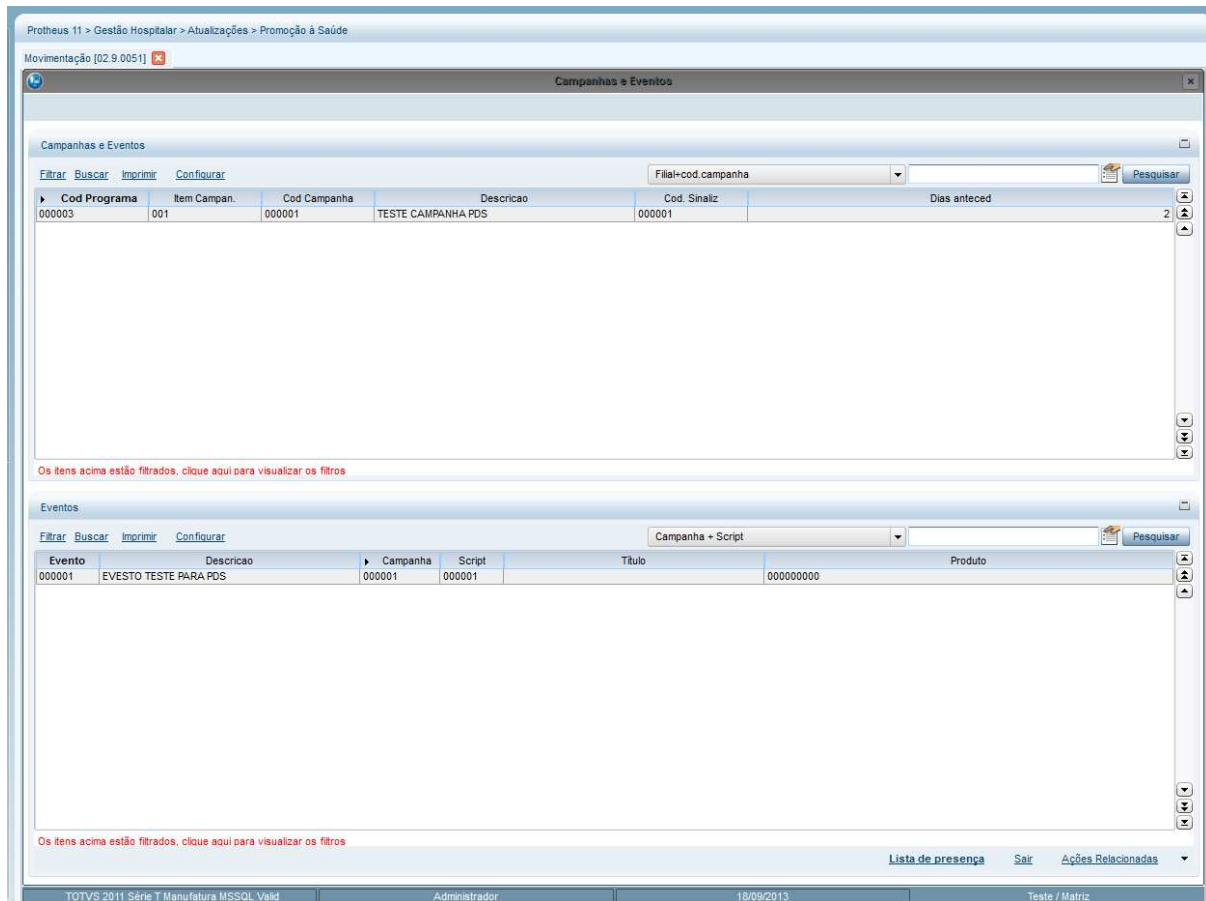 Protheus 11 > Gestão Hospitalar > Atualizações > Promoção à Saúde
Movimentação [02.9.0051]
Campanhas e Eventos
Campanhas e Eventos
Filtrar Buscar Imprimir Configurar Filial+cod.campanha Pesquisar
Cod Programa Item Campan. Cod Campanha Descricao Cod. Sinaliz Dias anteced
000003 001 000001 TESTE CAMPANHA PDS 000001 2
Os itens acima estão filtrados, clique aqui para visualizar os filtros
Eventos
Filtrar Buscar Imprimir Configurar Campanha + Script Pesquisar
Evento Descricao Campanha Script Título Produto
000001 EVESTO TESTE PARA PDS 000001 000001 000000000
Os itens acima estão filtrados, clique aqui para visualizar os filtros
Lista de presença Sair Ações Relacionadas
TOTVS 2011 Série T Manufatura MSSQL Valid Administrador 18/09/2013 Teste / Matriz